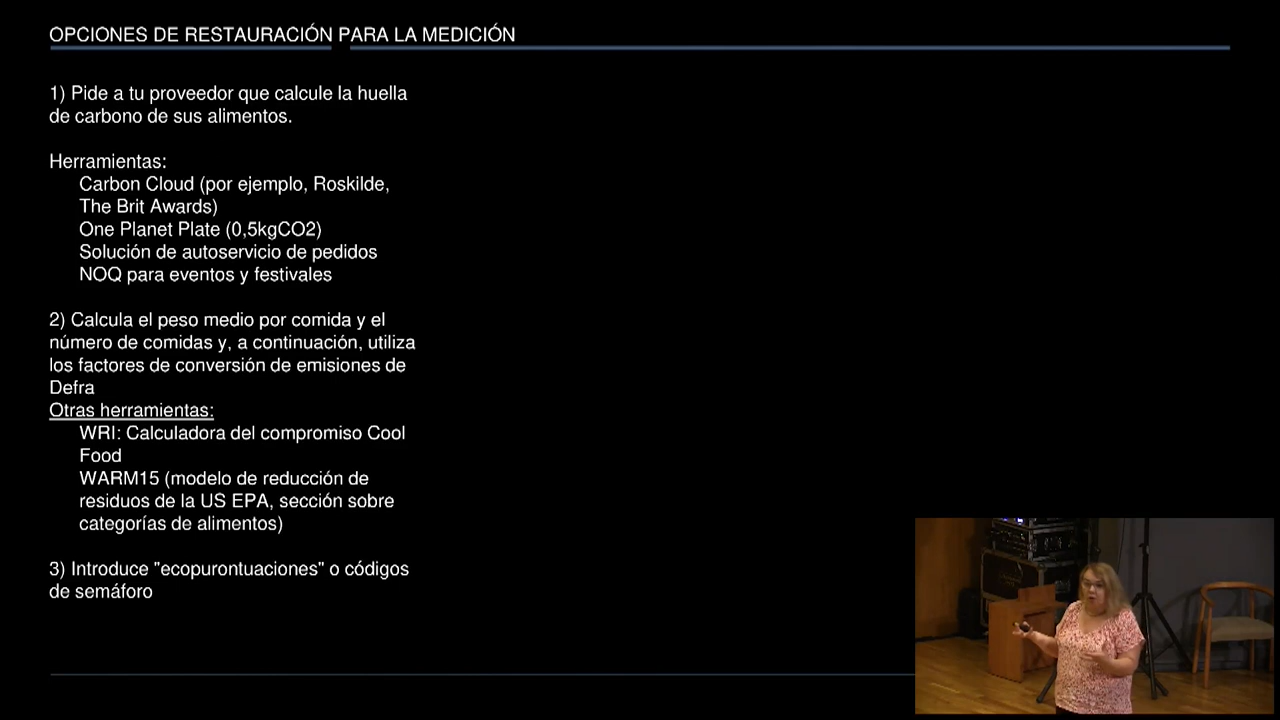 OPCIONES DE RESTAURACIÓN PARA LA MEDICIÓN
1) Pide a tu proveedor que calcule la huella
de carbono de sus alimentos.
Herramientas:
Carbon Cloud (por ejemplo, Roskilde,
The Brit Awards)
One Planet Plate (0,5kgCO2)
Solución de autoservicio de pedidos
NOQ para eventos y festivales
2) Calcula el peso medio por comida y el
número de comidas y, a continuación, utiliza
los factores de conversión de emisiones de
Defra
Otras herramientas:
WRI: Calculadora del compromiso Cool
Food
WARM15 (modelo de reducción de
residuos de la US EPA, sección sobre
categorías de alimentos)
3) Introduce "ecopurontuaciones" o códigos
de semáforo